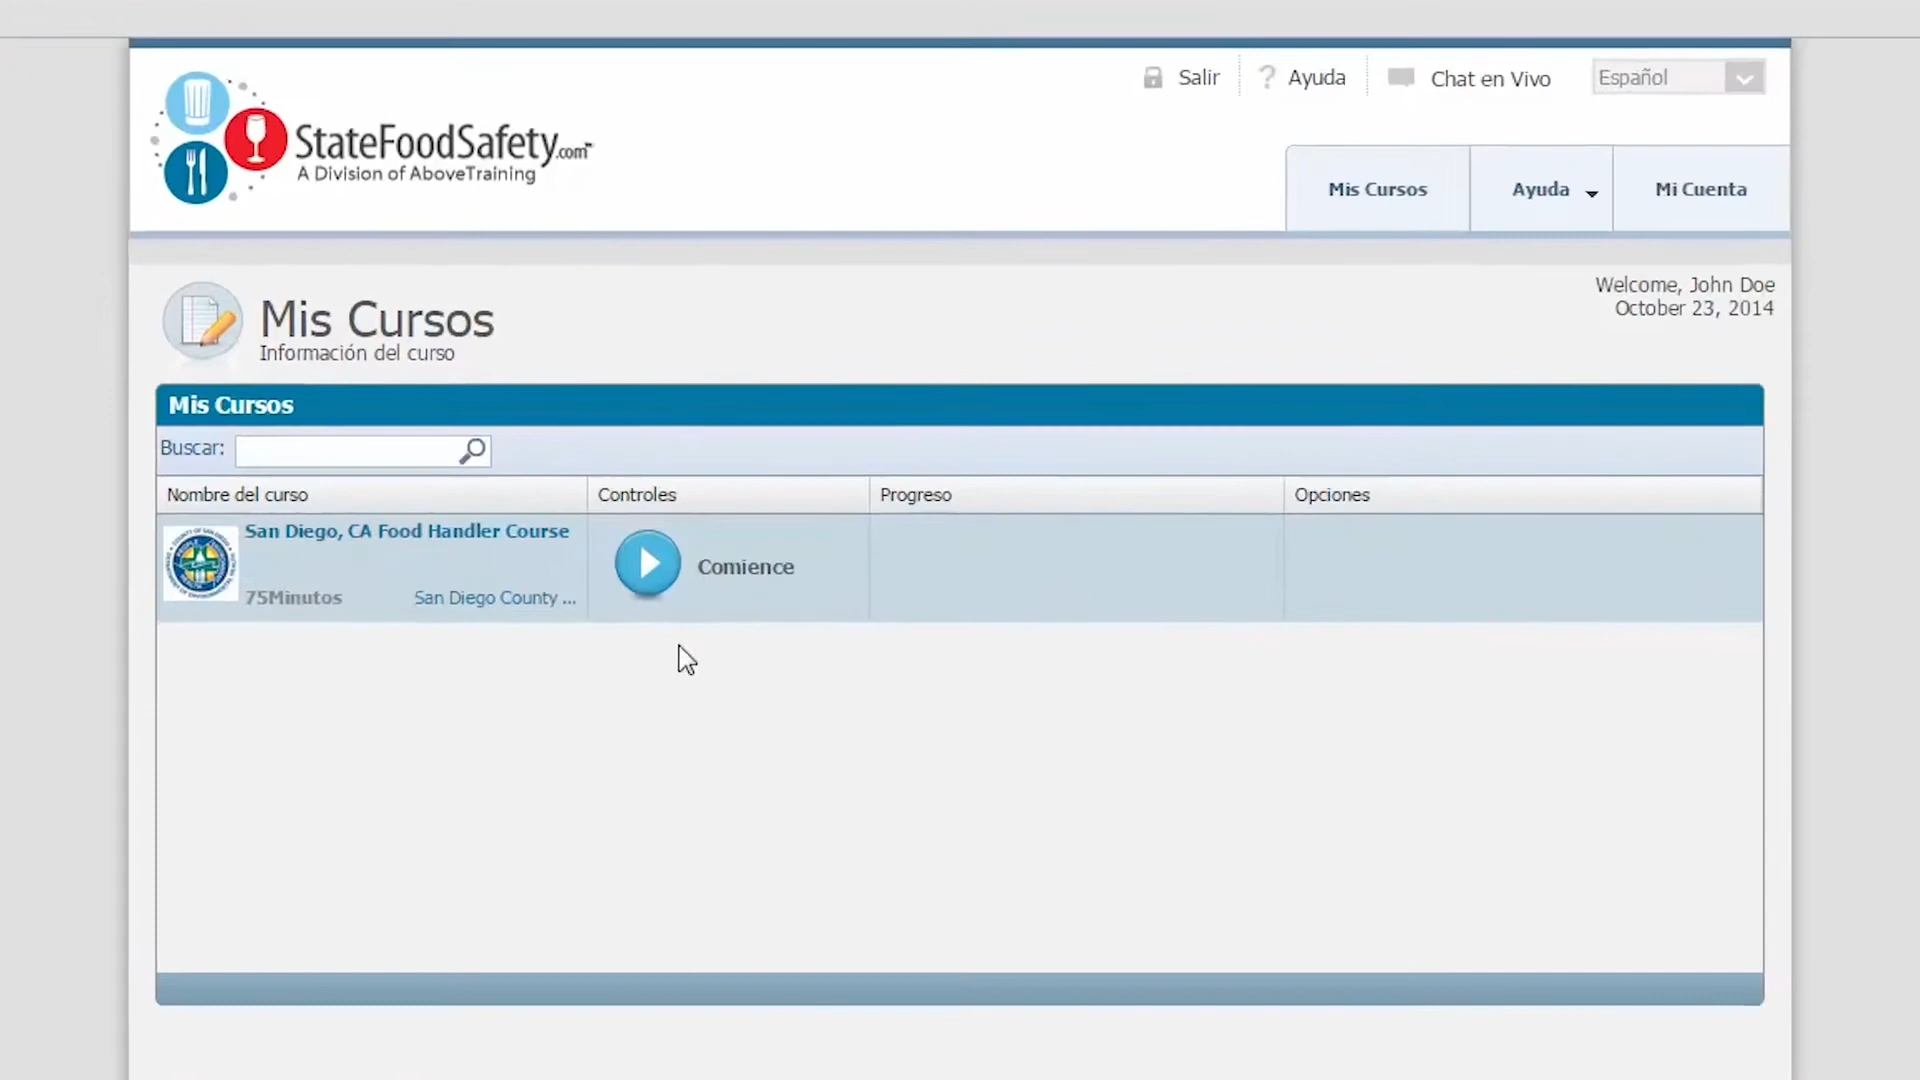 Salir
Ayuda
Chat en Vivo
Español
StateFoodSafety.com™
A Division of AboveTraining
Mis Cursos
Ayuda
Mi Cuenta
Welcome, John Doe
October 23, 2014
Mis Cursos
Información del curso
Mis Cursos
Buscar:
Nombre del curso
Controles
Progreso
Opciones
San Diego, CA Food Handler Course
75Minutos
San Diego County ...
Comience